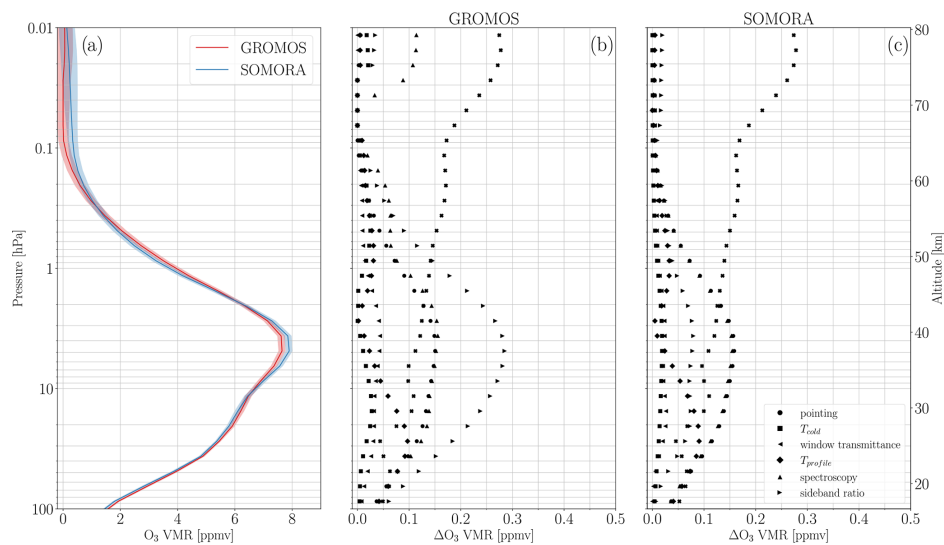 GROMOS
SOMORA
0.01
0.1
1
10
100
Pressure [hPa]
(a)
GROMOS
SOMORA
0 2 4 6 8
O3 VMR [ppmv]
(b)
0.0 0.1 0.2 0.3 0.4 0.5
ΔO3 VMR [ppmv]
(c)
pointing
Tcold
window transmittance
Tprofile
spectroscopy
sideband ratio
0.0 0.1 0.2 0.3 0.4 0.5
ΔO3 VMR [ppmv]
80
70
60
50
40
30
20
Altitude [km]